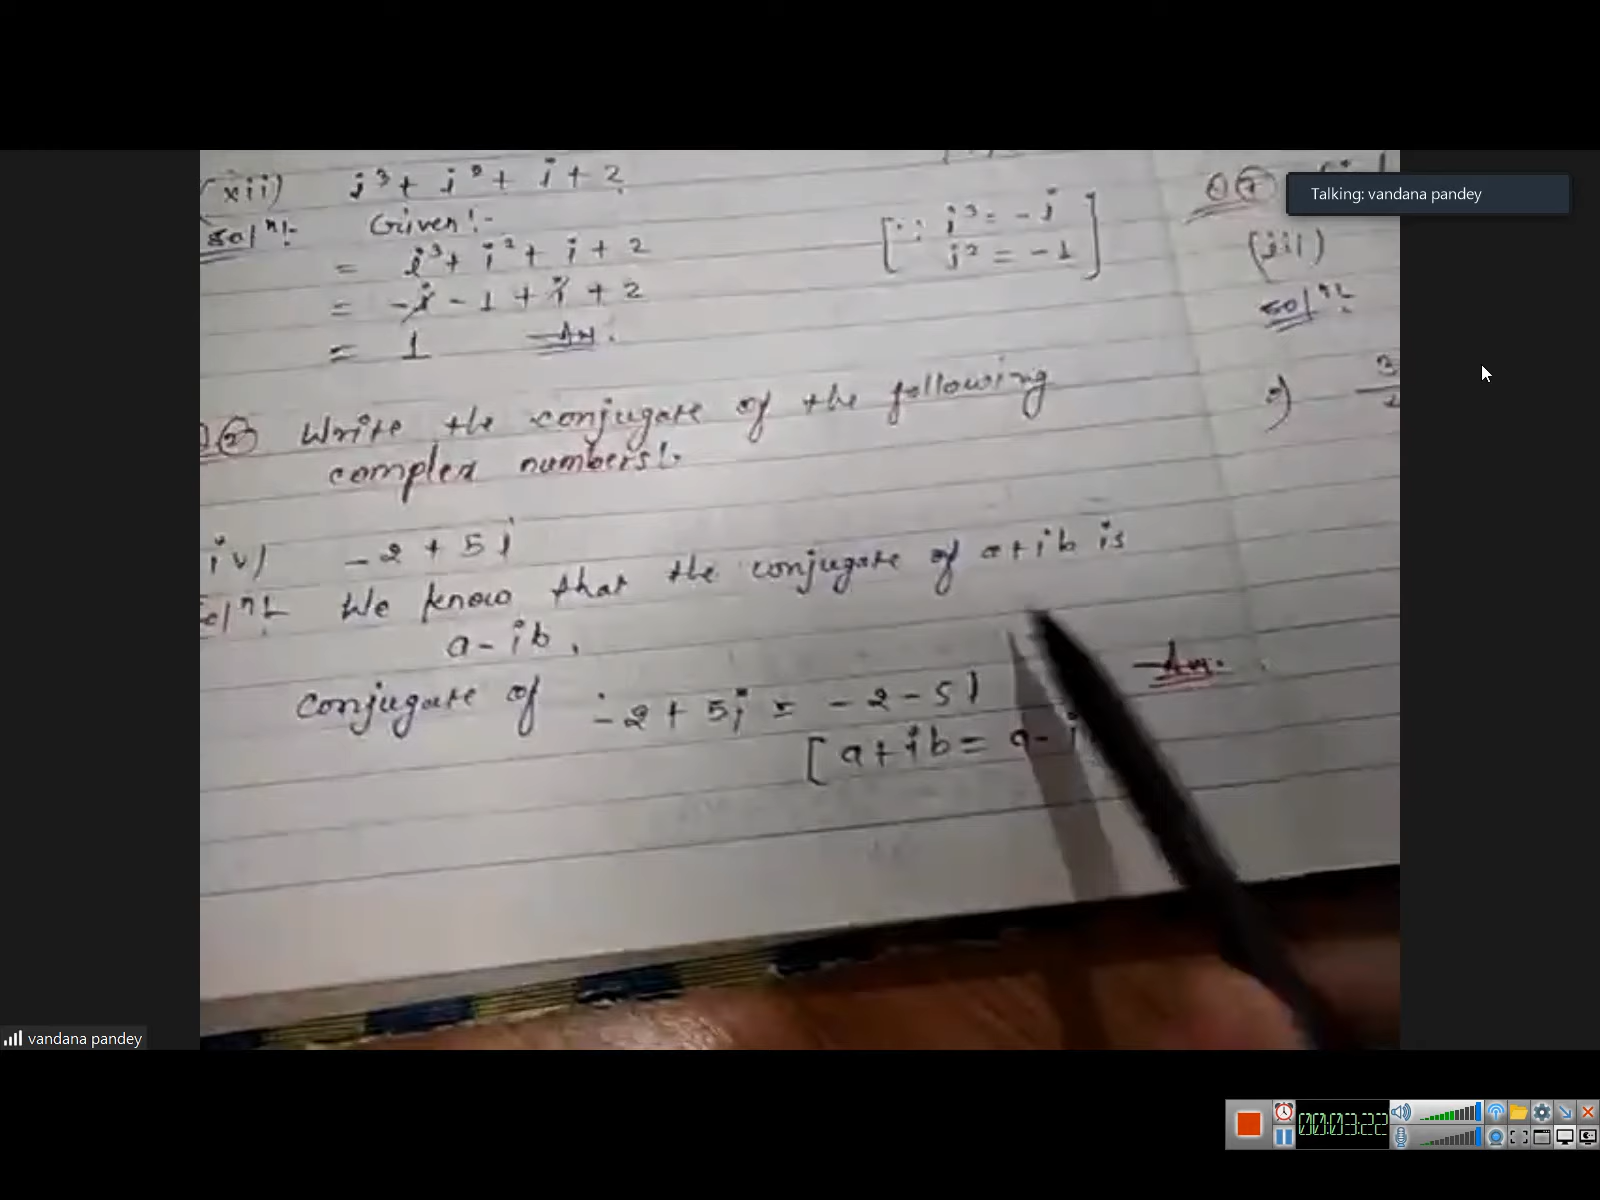 (xii) i³ + i² + i + 2
Solⁿ:- Given:-
= i³ + i² + i + 2
= -i - 1 + i + 2
= 1 Ans.
[∵ i³ = -i
i² = -1]
Q② Write the conjugate of the following
complex numbers:-
iv) -2 + 5i
Solⁿ:- We know that the conjugate of a+ib is
a-ib.
Conjugate of -2 + 5i = -2 - 5i Ans.
[a+ib = a-i
Q⑦
(iii)
Solⁿ:-
3
Talking: vandana pandey
vandana pandey
00:03:22